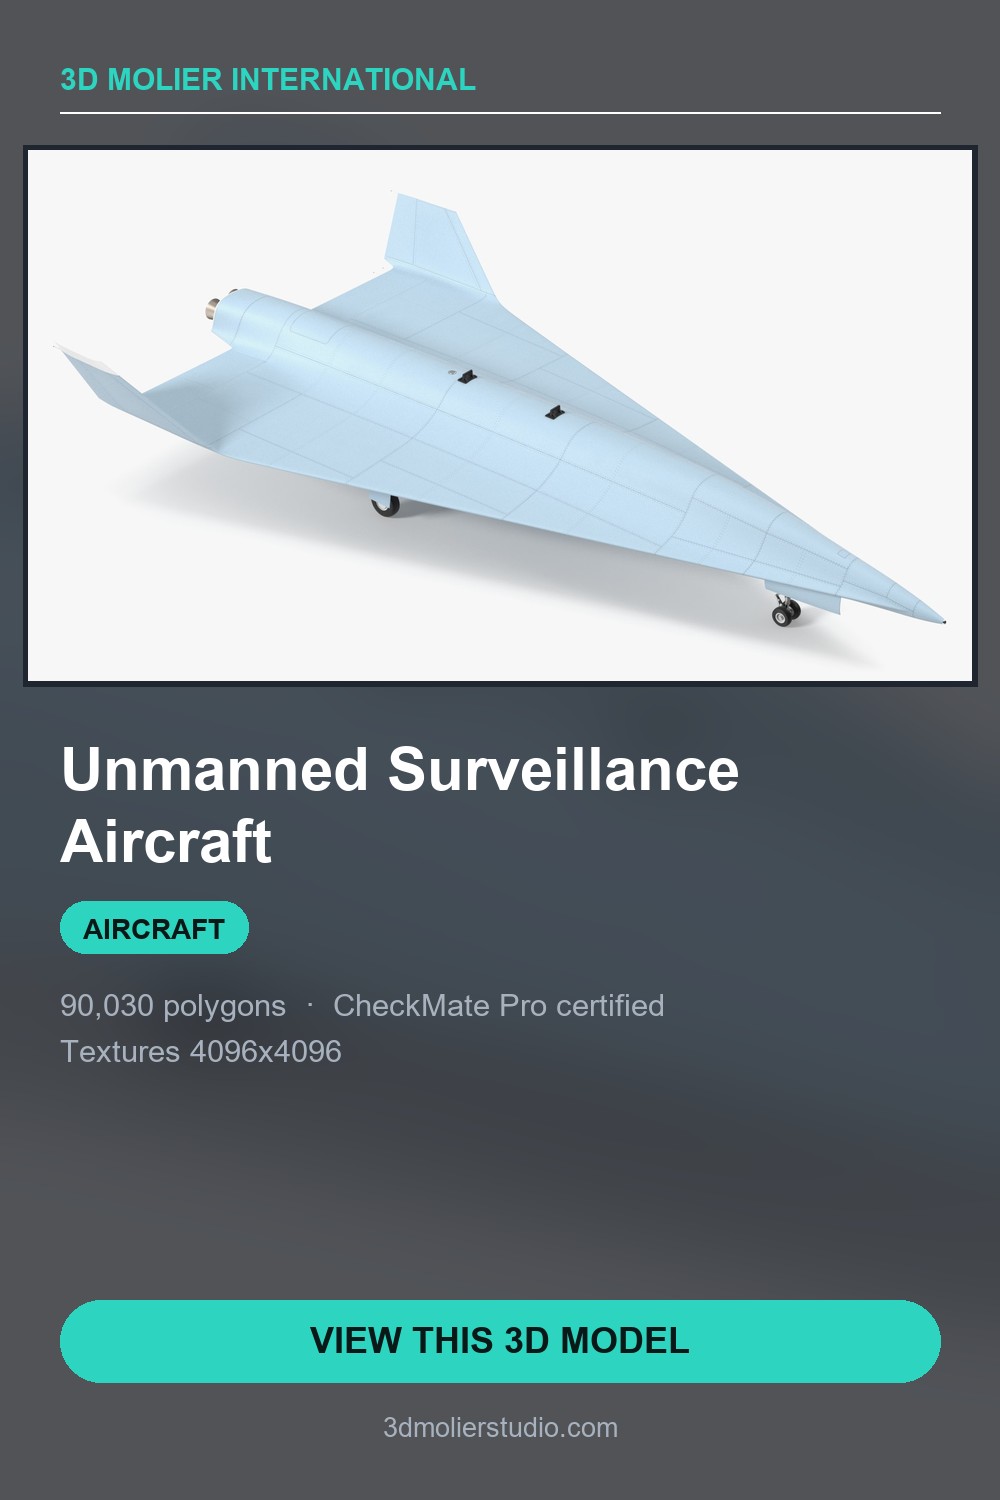 3D MOLIER INTERNATIONAL
Unmanned Surveillance
Aircraft
AIRCRAFT
90,030 polygons · CheckMate Pro certified
Textures 4096x4096
VIEW THIS 3D MODEL
3dmolierstudio.com